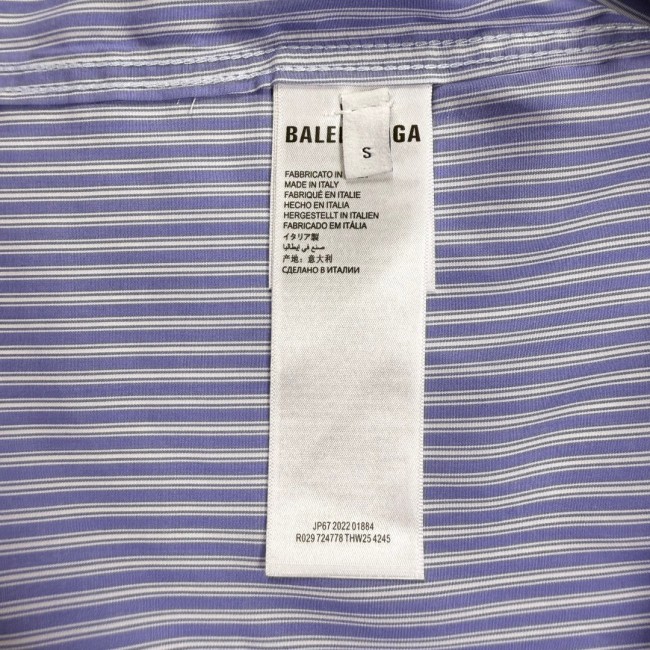 BALE GA
S
FABBRICATO IN
MADE IN ITALY
FABRIQUÉ EN ITALIE
HECHO EN ITALIA
HERGESTELLT IN ITALIEN
FABRICADO EM ITÁLIA
イタリア製
صنع في إيطاليا
产地：意大利
СДЕЛАНО В ИТАЛИИ
JP67 2022 01884
R029 724778 THW25 4245